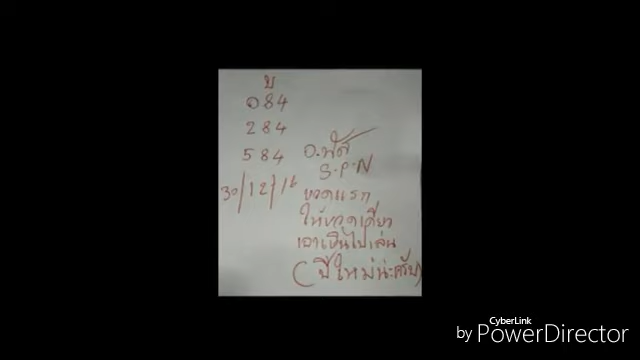 บ
084
284
584
อ.พัส
S.P.N
30/12/16
งวดแรก
ให้งวดเดียว
เอาเงินไปเล่น
(ปีใหม่น่ะครับ)
CyberLink
by PowerDirector